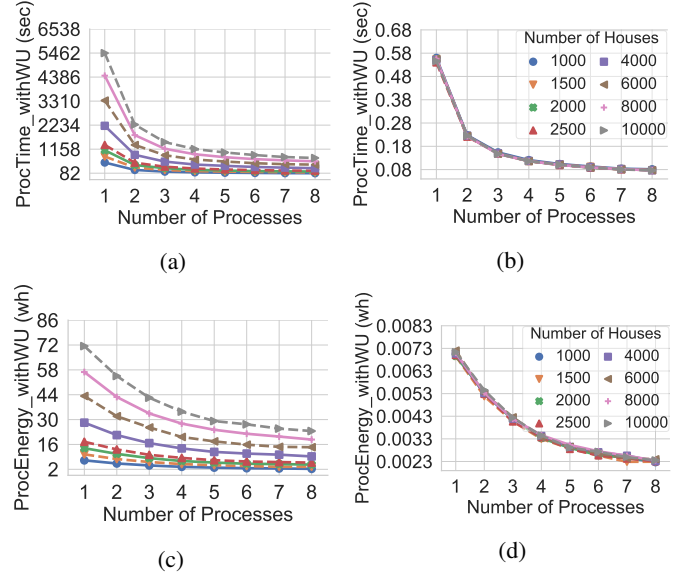 ProcTime_withWU (sec)
6538
5462
4386
3310
2234
1158
82
1 2 3 4 5 6 7 8
Number of Processes
(a)
ProcTime_withWU (sec)
0.68
0.58
0.48
0.38
0.28
0.18
0.08
Number of Houses
1000 4000
1500 6000
2000 8000
2500 10000
1 2 3 4 5 6 7 8
Number of Processes
(b)
ProcEnergy_withWU (wh)
86
72
58
44
30
16
2
1 2 3 4 5 6 7 8
Number of Processes
(c)
ProcEnergy_withWU (wh)
0.0083
0.0073
0.0063
0.0053
0.0043
0.0033
0.0023
Number of Houses
1000 4000
1500 6000
2000 8000
2500 10000
1 2 3 4 5 6 7 8
Number of Processes
(d)